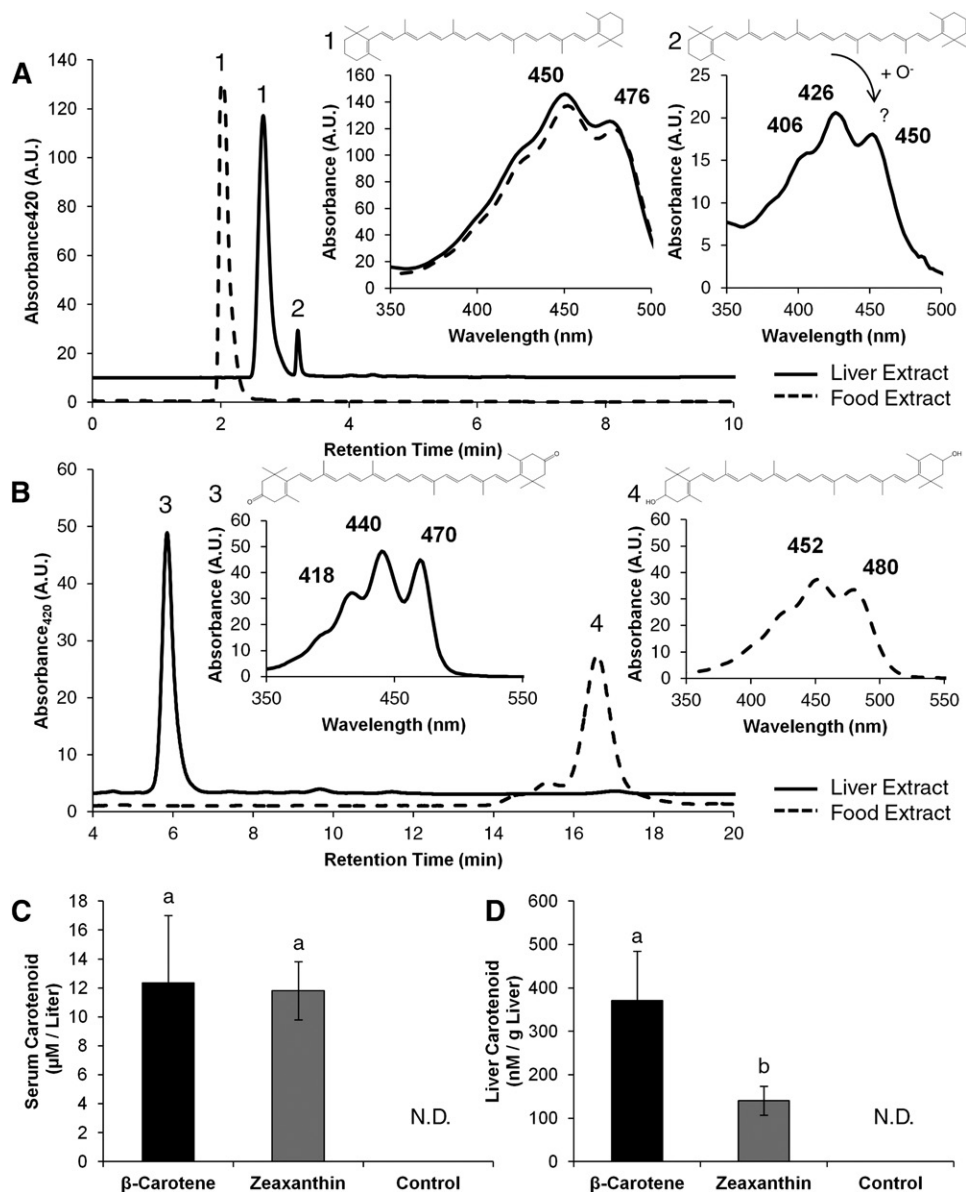 A
1
2
+ O-
?
1
1
2
140
120
100
80
60
40
20
0
Absorbance420 (A.U.)
0 2 4 6 8 10
Retention Time (min)
450
476
160
140
120
100
80
60
40
20
0
Absorbance (A.U.)
350 400 450 500
Wavelength (nm)
406
426
450
25
20
15
10
5
0
Absorbance (A.U.)
350 400 450 500
Wavelength (nm)
Liver Extract
Food Extract
B
3
3
O
O
4
HO
OH
4
60
50
40
30
20
10
0
Absorbance420 (A.U.)
4 6 8 10 12 14 16 18 20
Retention Time (min)
418
440
470
60
50
40
30
20
10
0
Absorbance (A.U.)
350 450 550
Wavelength (nm)
452
480
60
50
40
30
20
10
0
Absorbance (A.U.)
350 400 450 500 550
Wavelength (nm)
Liver Extract
Food Extract
C
18
16
14
12
10
8
6
4
2
0
Serum Carotenoid
(µM / Liter)
a
a
N.D.
β-Carotene Zeaxanthin Control
D
600
500
400
300
200
100
0
Liver Carotenoid
(nM / g Liver)
a
b
N.D.
β-Carotene Zeaxanthin Control